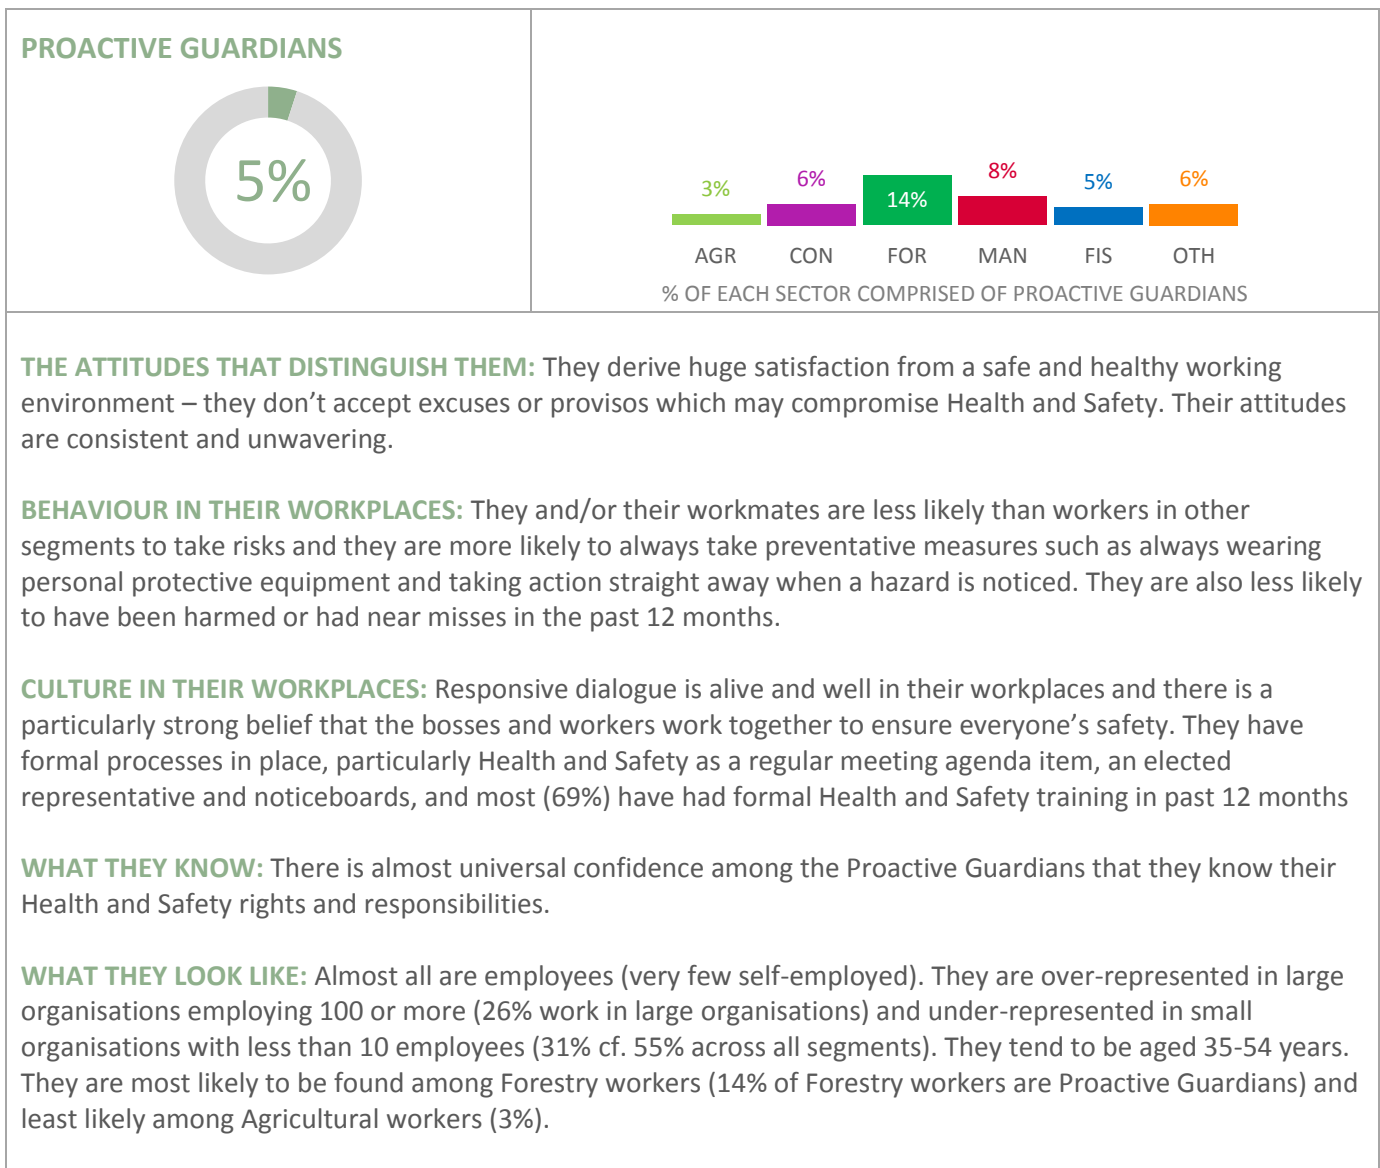 PROACTIVE GUARDIANS
5%
3%
6%
14%
8%
5%
6%
AGR
CON
FOR
MAN
FIS
OTH
% OF EACH SECTOR COMPRISED OF PROACTIVE GUARDIANS
THE ATTITUDES THAT DISTINGUISH THEM: They derive huge satisfaction from a safe and healthy working
environment – they don’t accept excuses or provisos which may compromise Health and Safety. Their attitudes
are consistent and unwavering.
BEHAVIOUR IN THEIR WORKPLACES: They and/or their workmates are less likely than workers in other
segments to take risks and they are more likely to always take preventative measures such as always wearing
personal protective equipment and taking action straight away when a hazard is noticed. They are also less likely
to have been harmed or had near misses in the past 12 months.
CULTURE IN THEIR WORKPLACES: Responsive dialogue is alive and well in their workplaces and there is a
particularly strong belief that the bosses and workers work together to ensure everyone’s safety. They have
formal processes in place, particularly Health and Safety as a regular meeting agenda item, an elected
representative and noticeboards, and most (69%) have had formal Health and Safety training in past 12 months
WHAT THEY KNOW: There is almost universal confidence among the Proactive Guardians that they know their
Health and Safety rights and responsibilities.
WHAT THEY LOOK LIKE: Almost all are employees (very few self-employed). They are over-represented in large
organisations employing 100 or more (26% work in large organisations) and under-represented in small
organisations with less than 10 employees (31% cf. 55% across all segments). They tend to be aged 35-54 years.
They are most likely to be found among Forestry workers (14% of Forestry workers are Proactive Guardians) and
least likely among Agricultural workers (3%).